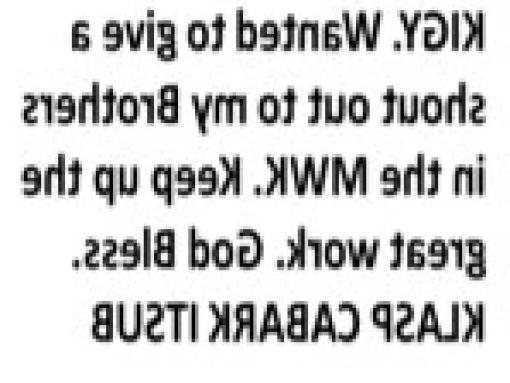 KIGY. Wanted to give a
shout out to my Brothers
in the MWK. Keep up the
great work. God Bless.
KLASP CABARK ITSUB